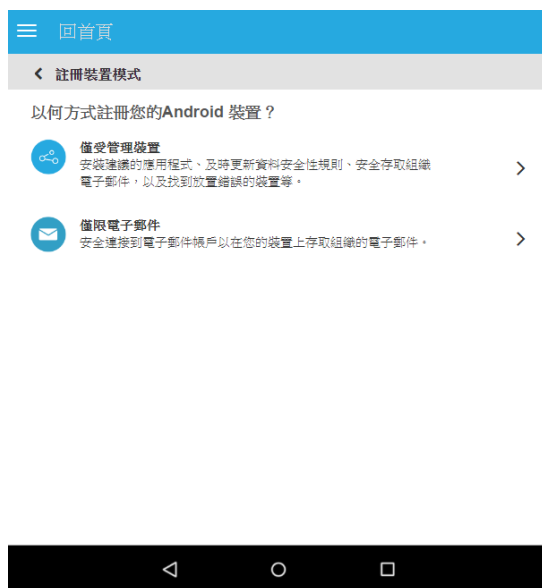 回首頁
註冊裝置模式
以何方式註冊您的Android 裝置？
僅受管理裝置
安裝建議的應用程式、及時更新資料安全性規則、安全存取組織
電子郵件，以及找到放置錯誤的裝置等。
僅限電子郵件
安全連接到電子郵件帳戶以在您的裝置上存取組織的電子郵件。